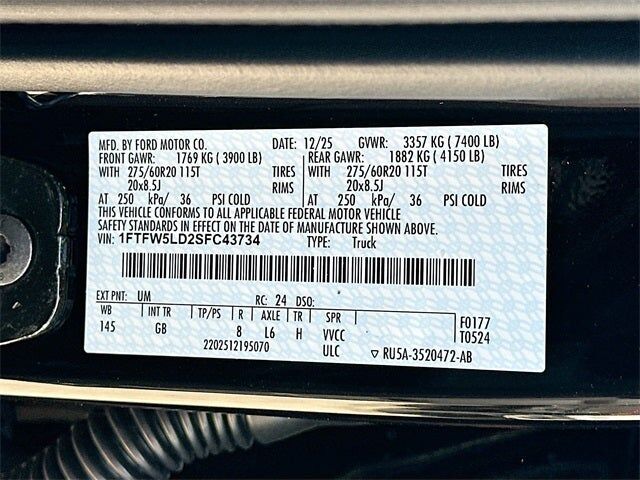 MFD. BY FORD MOTOR CO. DATE: 12/25 GVWR: 3357 KG ( 7400 LB)
FRONT GAWR: 1769 KG ( 3900 LB) REAR GAWR: 1882 KG ( 4150 LB)
WITH 275/60R20 115T TIRES WITH 275/60R20 115T TIRES
20x8.5J RIMS 20x8.5J RIMS
AT 250 kPa/ 36 PSI COLD AT 250 kPa/ 36 PSI COLD
THIS VEHICLE CONFORMS TO ALL APPLICABLE FEDERAL MOTOR VEHICLE
SAFETY STANDARDS IN EFFECT ON THE DATE OF MANUFACTURE SHOWN ABOVE.
VIN: 1FTFW5LD2SFC43734 TYPE: Truck
EXT PNT: UM RC: 24 DSO:
WB INT TR TP/PS R AXLE TR SPR F0177
145 GB 8 L6 H VVCC T0524
2202512195070 ULC ▽ RU5A-3520472-AB